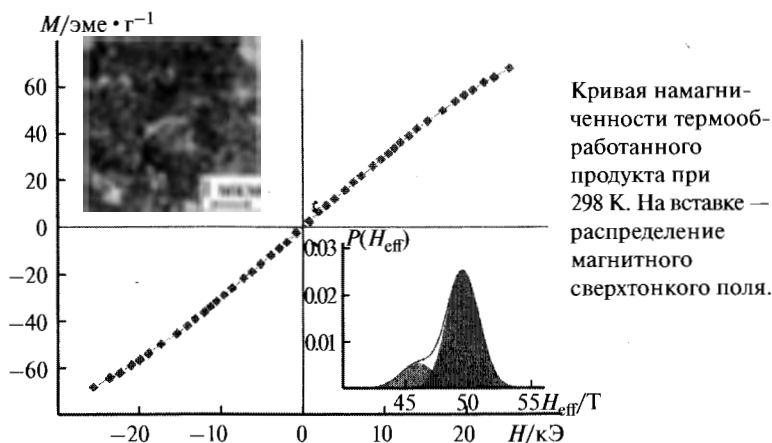 M/эме • г⁻¹
60
40
20
0
−20
−40
−60
−20
−10
0
10
20
H/кЭ
P(H_eff)
0.03
0.02
0.01
45
50
55
H_eff/T
Кривая намагни-
ченности термооб-
работанного
продукта при
298 К. На вставке —
распределение
магнитного
сверхтонкого поля.